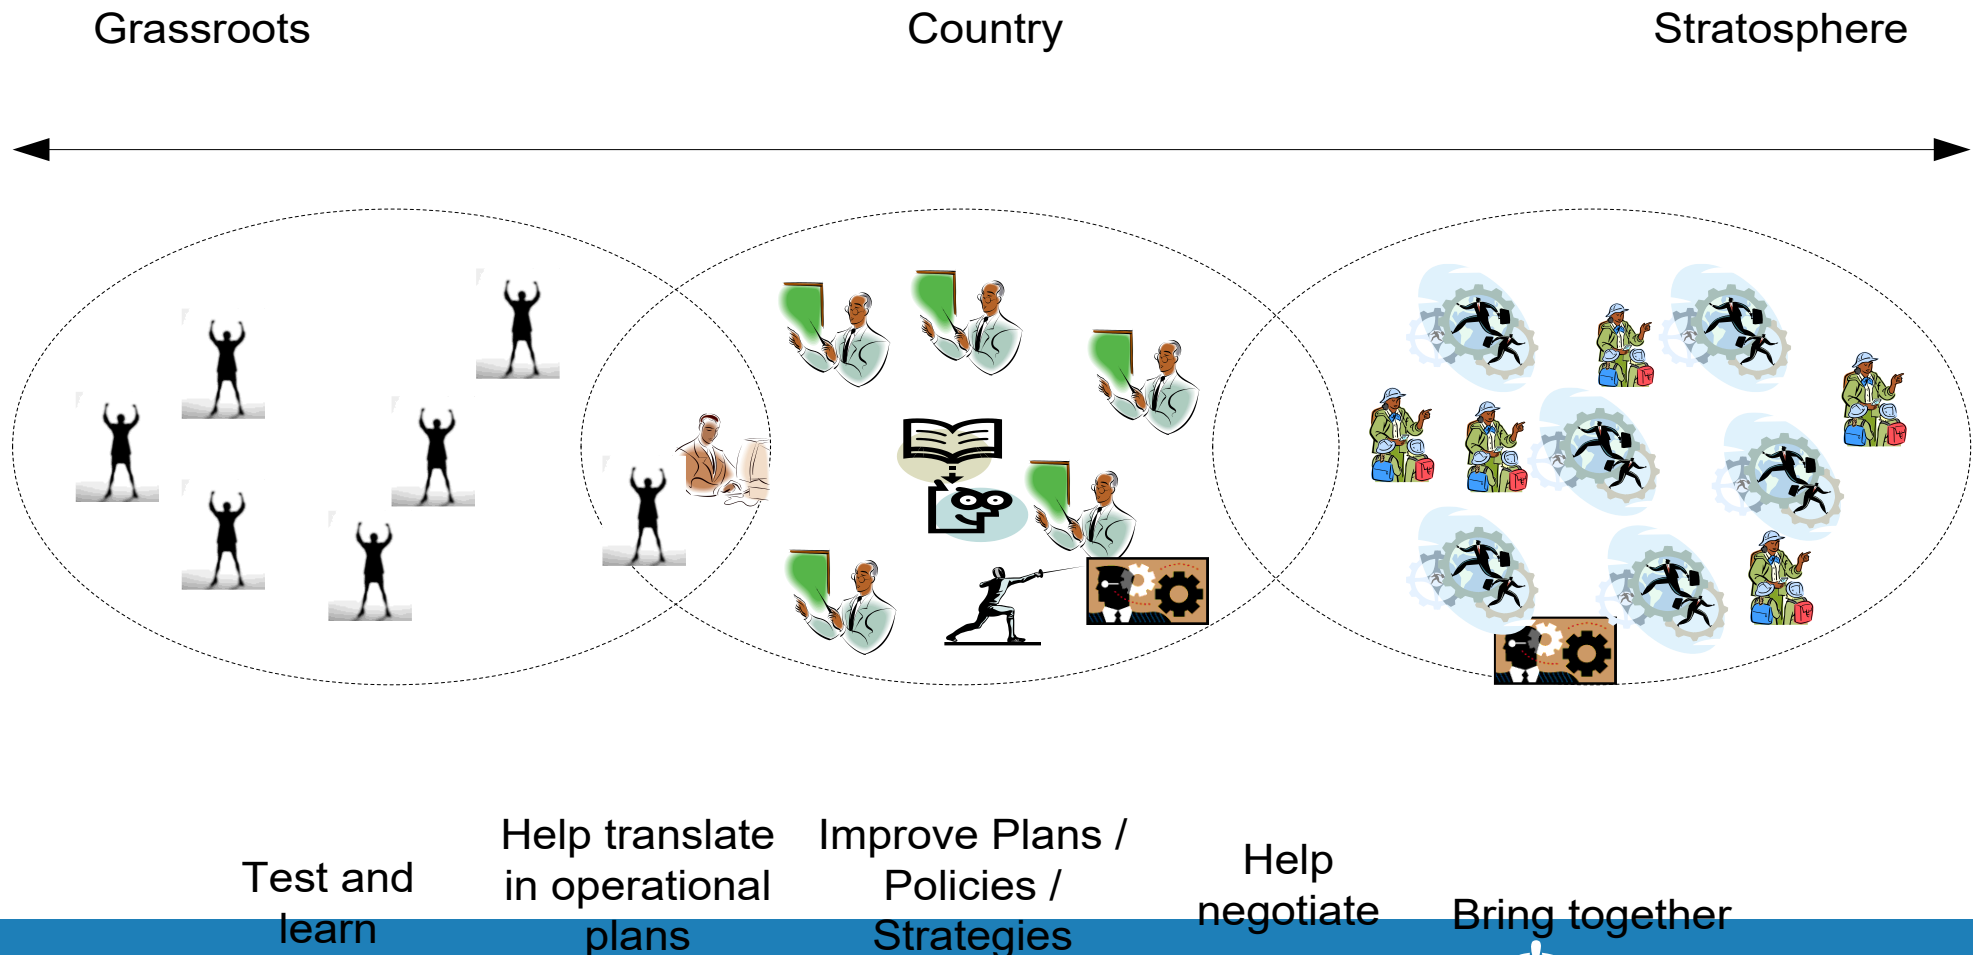 Grassroots
Country
Stratosphere
Help translate
in operational
plans
Improve Plans /
Policies /
Strategies
Test and
learn
Help
negotiate
Bring together